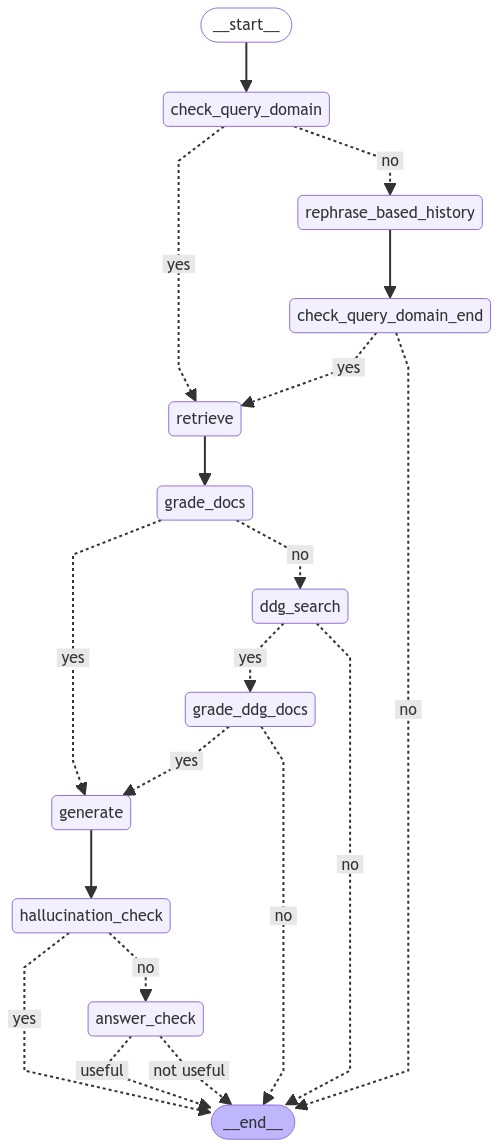 __start__
check_query_domain
no
rephrase_based_history
yes
check_query_domain_end
yes
retrieve
grade_docs
no
ddg_search
yes
yes
grade_ddg_docs
no
yes
generate
no
no
hallucination_check
no
yes
answer_check
useful
not useful
__end__